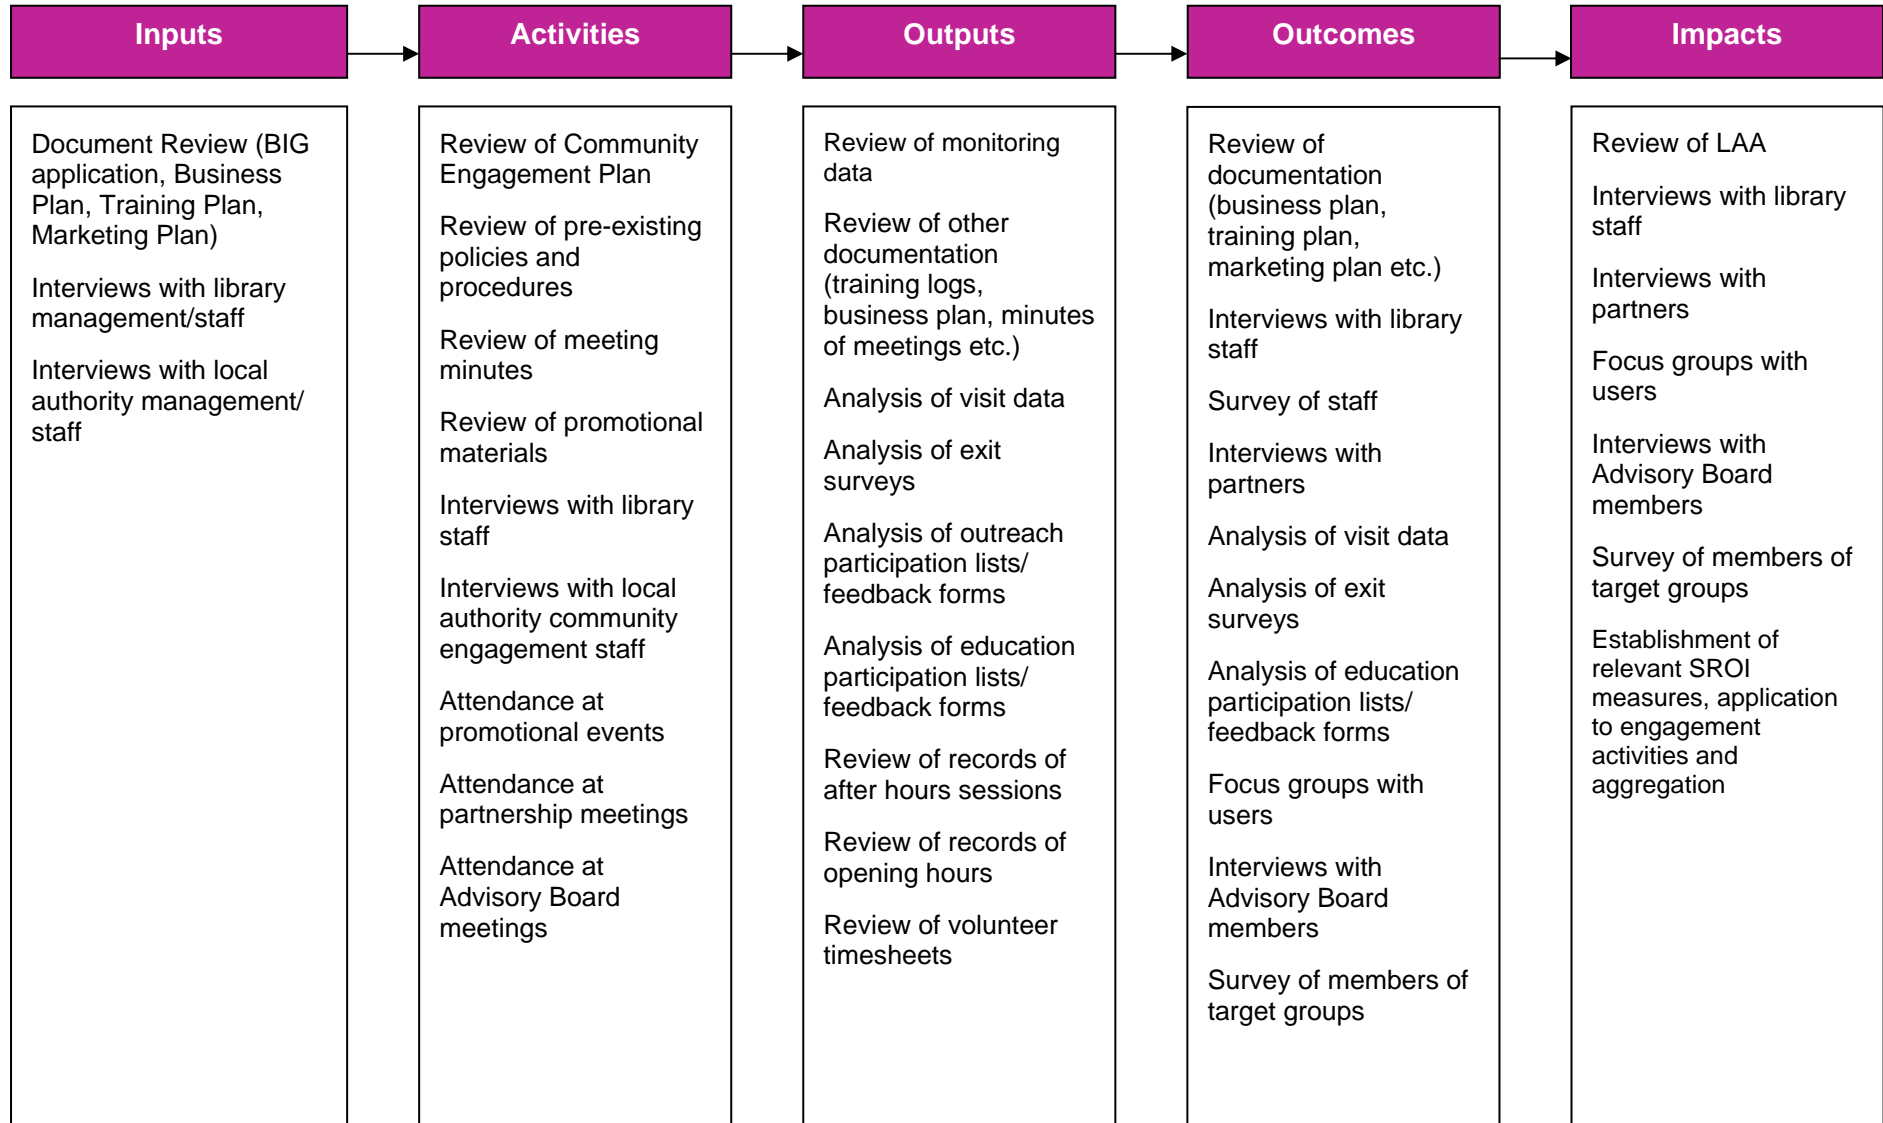 Inputs
Activities
Outputs
Outcomes
Impacts
Document Review (BIG
application, Business
Plan, Training Plan,
Marketing Plan)
Interviews with library
management/staff
Interviews with local
authority management/
staff
Review of Community
Engagement Plan
Review of pre-existing
policies and
procedures
Review of meeting
minutes
Review of promotional
materials
Interviews with library
staff
Interviews with local
authority community
engagement staff
Attendance at
promotional events
Attendance at
partnership meetings
Attendance at
Advisory Board
meetings
Review of monitoring
data
Review of other
documentation
(training logs,
business plan, minutes
of meetings etc.)
Analysis of visit data
Analysis of exit
surveys
Analysis of outreach
participation lists/
feedback forms
Analysis of education
participation lists/
feedback forms
Review of records of
after hours sessions
Review of records of
opening hours
Review of volunteer
timesheets
Review of
documentation
(business plan,
training plan,
marketing plan etc.)
Interviews with library
staff
Survey of staff
Interviews with
partners
Analysis of visit data
Analysis of exit
surveys
Analysis of education
participation lists/
feedback forms
Focus groups with
users
Interviews with
Advisory Board
members
Survey of members of
target groups
Review of LAA
Interviews with library
staff
Interviews with
partners
Focus groups with
users
Interviews with
Advisory Board
members
Survey of members of
target groups
Establishment of
relevant SROI
measures, application
to engagement
activities and
aggregation